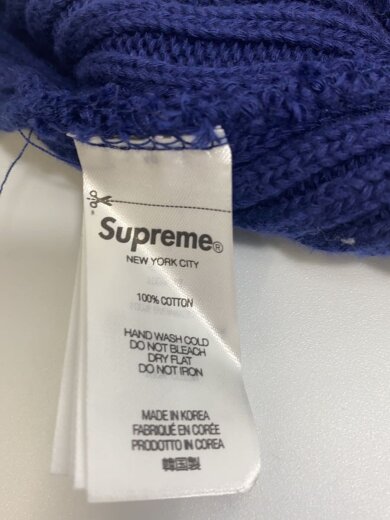 Supreme®
NEW YORK CITY
100% COTTON
HAND WASH COLD
DO NOT BLEACH
DRY FLAT
DO NOT IRON
MADE IN KOREA
FABRIQUÉ EN CORÉE
PRODOTTO IN COREA
韓国製